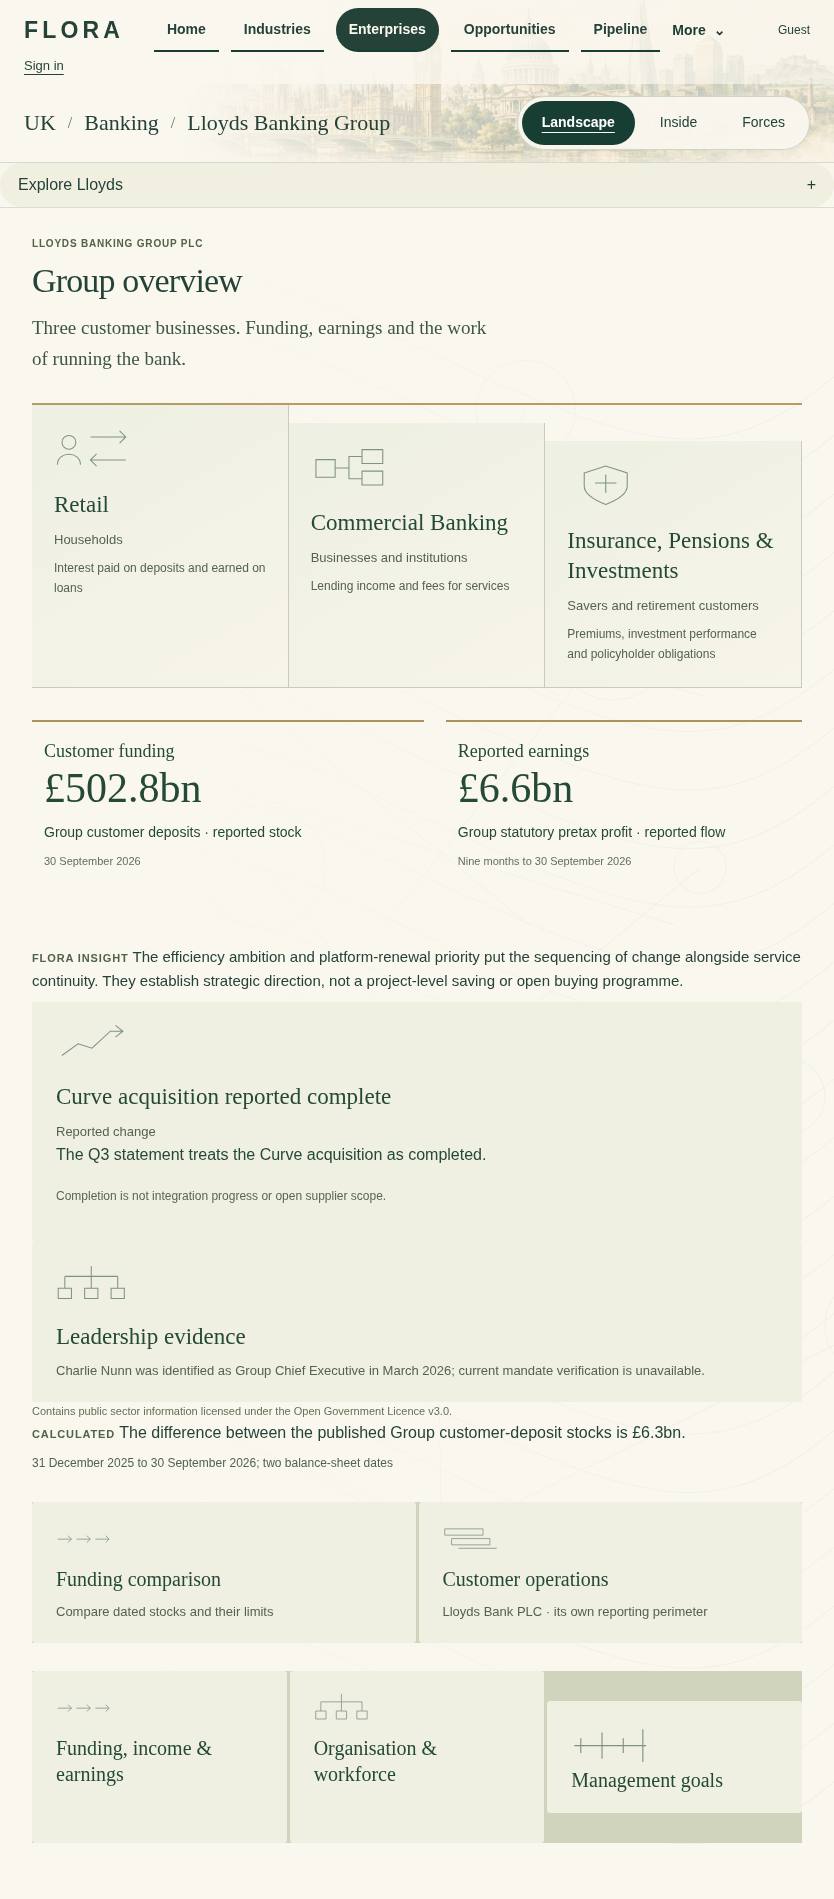 FLORA
Home
Industries
Enterprises
Opportunities
Pipeline
More
Guest
Sign in
UK / Banking / Lloyds Banking Group
Landscape
Inside
Forces
Explore Lloyds +
LLOYDS BANKING GROUP PLC
Group overview
Three customer businesses. Funding, earnings and the work
of running the bank.
Retail
Households
Interest paid on deposits and earned on
loans
Commercial Banking
Businesses and institutions
Lending income and fees for services
Insurance, Pensions &
Investments
Savers and retirement customers
Premiums, investment performance
and policyholder obligations
Customer funding
£502.8bn
Group customer deposits · reported stock
30 September 2026
Reported earnings
£6.6bn
Group statutory pretax profit · reported flow
Nine months to 30 September 2026
FLORA INSIGHT The efficiency ambition and platform-renewal priority put the sequencing of change alongside service
continuity. They establish strategic direction, not a project-level saving or open buying programme.
Curve acquisition reported complete
Reported change
The Q3 statement treats the Curve acquisition as completed.
Completion is not integration progress or open supplier scope.
Leadership evidence
Charlie Nunn was identified as Group Chief Executive in March 2026; current mandate verification is unavailable.
Contains public sector information licensed under the Open Government Licence v3.0.
CALCULATED The difference between the published Group customer-deposit stocks is £6.3bn.
31 December 2025 to 30 September 2026; two balance-sheet dates
Funding comparison
Compare dated stocks and their limits
Customer operations
Lloyds Bank PLC · its own reporting perimeter
Funding, income &
earnings
Organisation &
workforce
Management goals